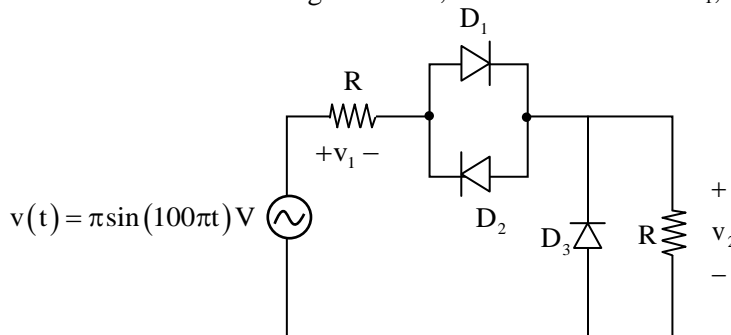 D₁
R
+v₁ −
D₂
v(t) = π sin(100πt) V
D₃
R
+
v₂
−